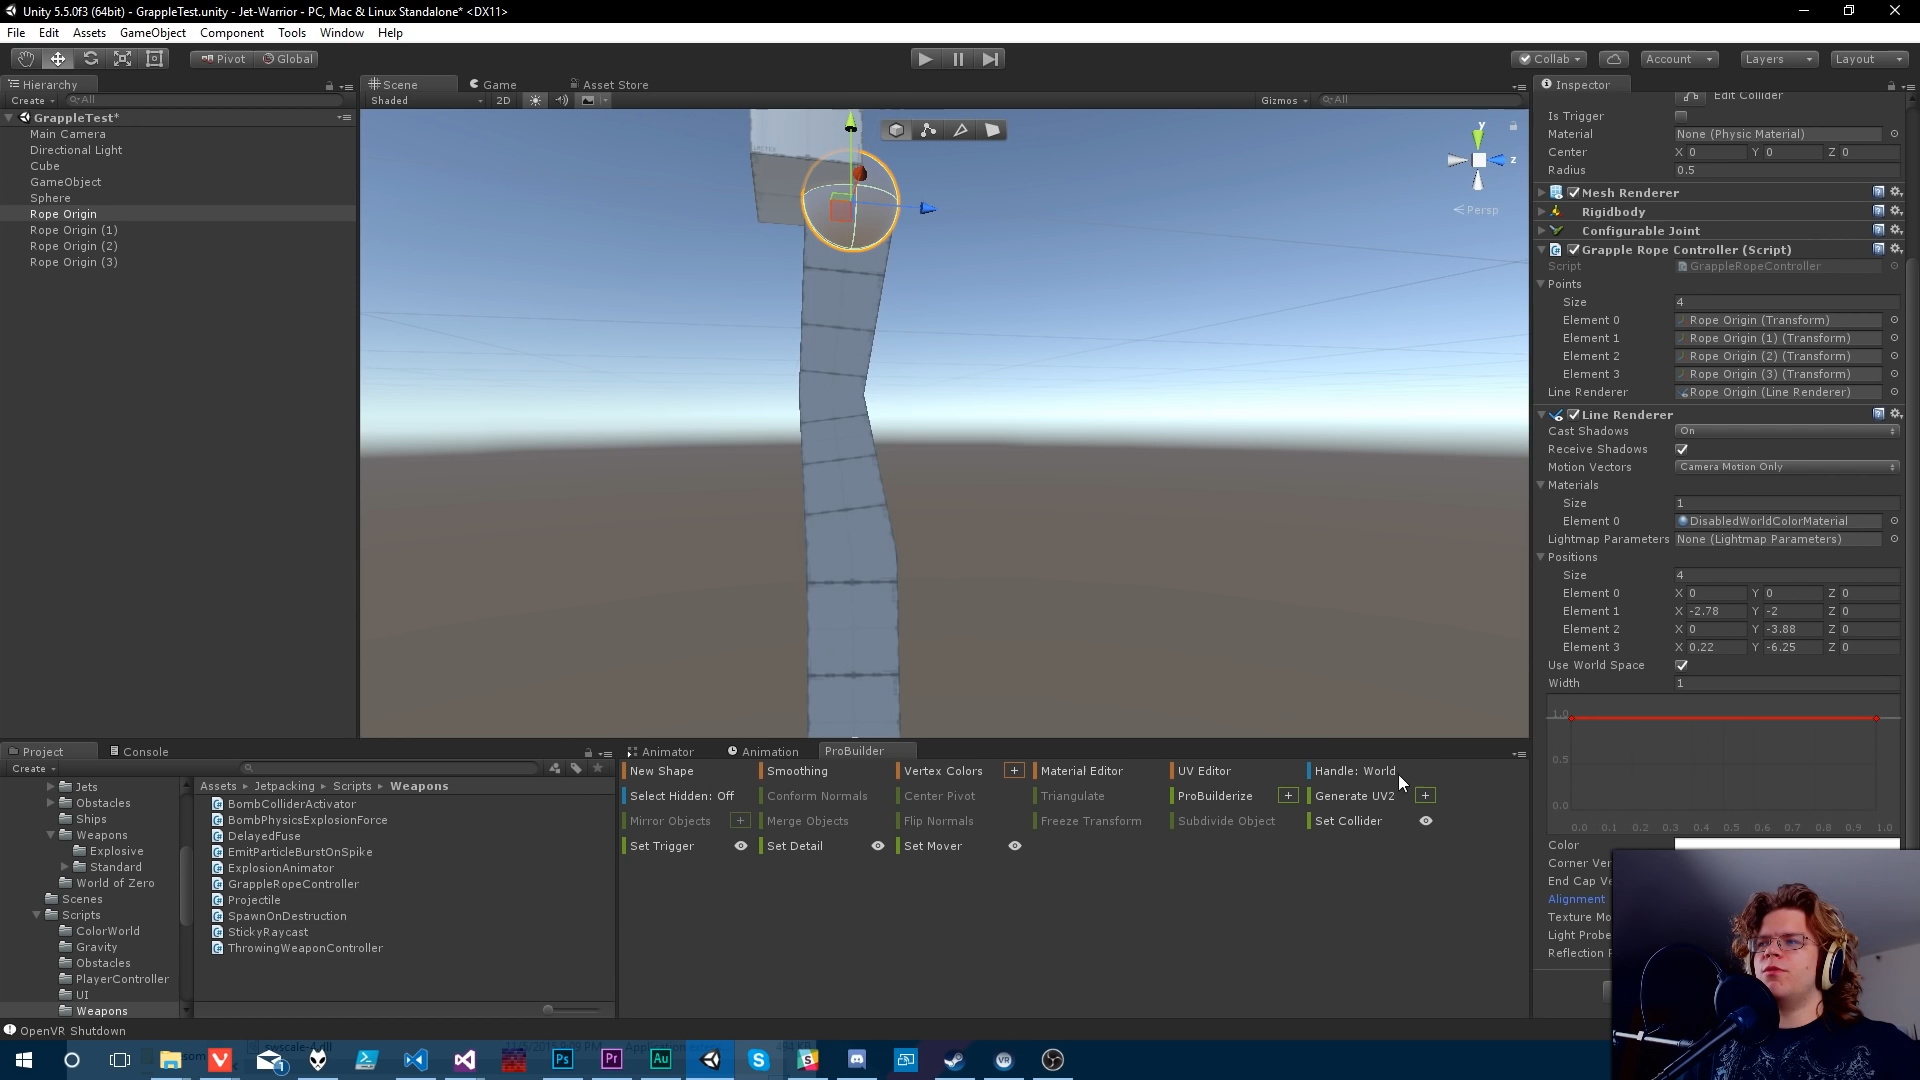 Unity 5.5.0f3 (64bit) - GrappleTest.unity - Jet-Warrior - PC, Mac & Linux Standalone* <DX11>
File Edit Assets GameObject Component Tools Window Help
Pivot Global Collab Account Layers Layout
Hierarchy
Create All
GrappleTest*
Main Camera
Directional Light
Cube
GameObject
Sphere
Rope Origin
Rope Origin (1)
Rope Origin (2)
Rope Origin (3)
Scene Game Asset Store
Shaded 2D Gizmos All
y
z
Persp
Inspector
Edit Collider
Is Trigger
Material None (Physic Material)
Center X 0 Y 0 Z 0
Radius 0.5
Mesh Renderer
Rigidbody
Configurable Joint
Grapple Rope Controller (Script)
Script GrappleRopeController
Points
Size 4
Element 0 Rope Origin (Transform)
Element 1 Rope Origin (1) (Transform)
Element 2 Rope Origin (2) (Transform)
Element 3 Rope Origin (3) (Transform)
Line Renderer Rope Origin (Line Renderer)
Line Renderer
Cast Shadows On
Receive Shadows
Motion Vectors Camera Motion Only
Materials
Size 1
Element 0 DisabledWorldColorMaterial
Lightmap Parameters None (Lightmap Parameters)
Positions
Size 4
Element 0 X 0 Y 0 Z 0
Element 1 X -2.78 Y -2 Z 0
Element 2 X 0 Y -3.88 Z 0
Element 3 X 0.22 Y -6.25 Z 0
Use World Space
Width 1
1.0
0.5
0.0
0.0 0.1 0.2 0.3 0.4 0.5 0.6 0.7 0.8 0.9 1.0
Color
Corner Ver
End Cap Ve
Alignment
Texture Mo
Light Probe
Reflection F
Project Console
Create
Jets
Obstacles
Ships
Weapons
Explosive
Standard
World of Zero
Scenes
Scripts
ColorWorld
Gravity
Obstacles
PlayerController
UI
Weapons
Assets Jetpacking Scripts Weapons
BombColliderActivator
BombPhysicsExplosionForce
DelayedFuse
EmitParticleBurstOnSpike
ExplosionAnimator
GrappleRopeController
Projectile
SpawnOnDestruction
StickyRaycast
ThrowingWeaponController
Animator Animation ProBuilder
New Shape Smoothing Vertex Colors + Material Editor UV Editor Handle: World
Select Hidden: Off Conform Normals Center Pivot Triangulate ProBuilderize + Generate UV2 +
Mirror Objects + Merge Objects Flip Normals Freeze Transform Subdivide Object Set Collider
Set Trigger Set Detail Set Mover
OpenVR Shutdown
Ps Pr Au